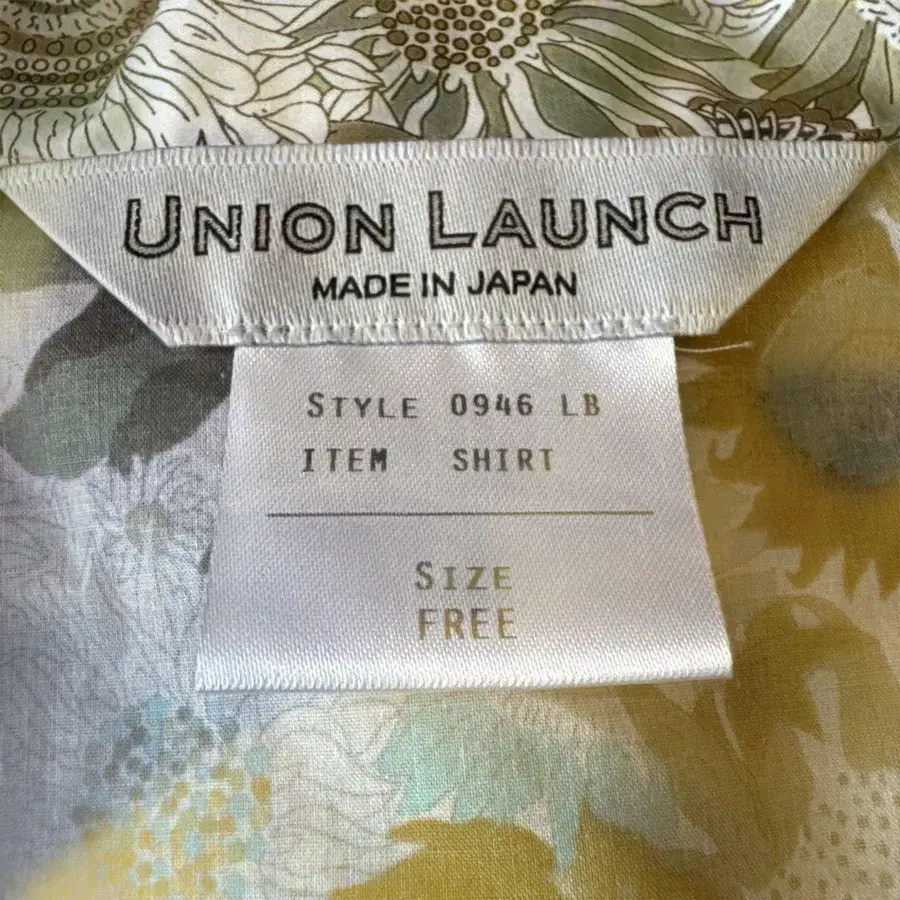 UNION LAUNCH
MADE IN JAPAN
STYLE 0946 LB
ITEM SHIRT
SIZE
FREE